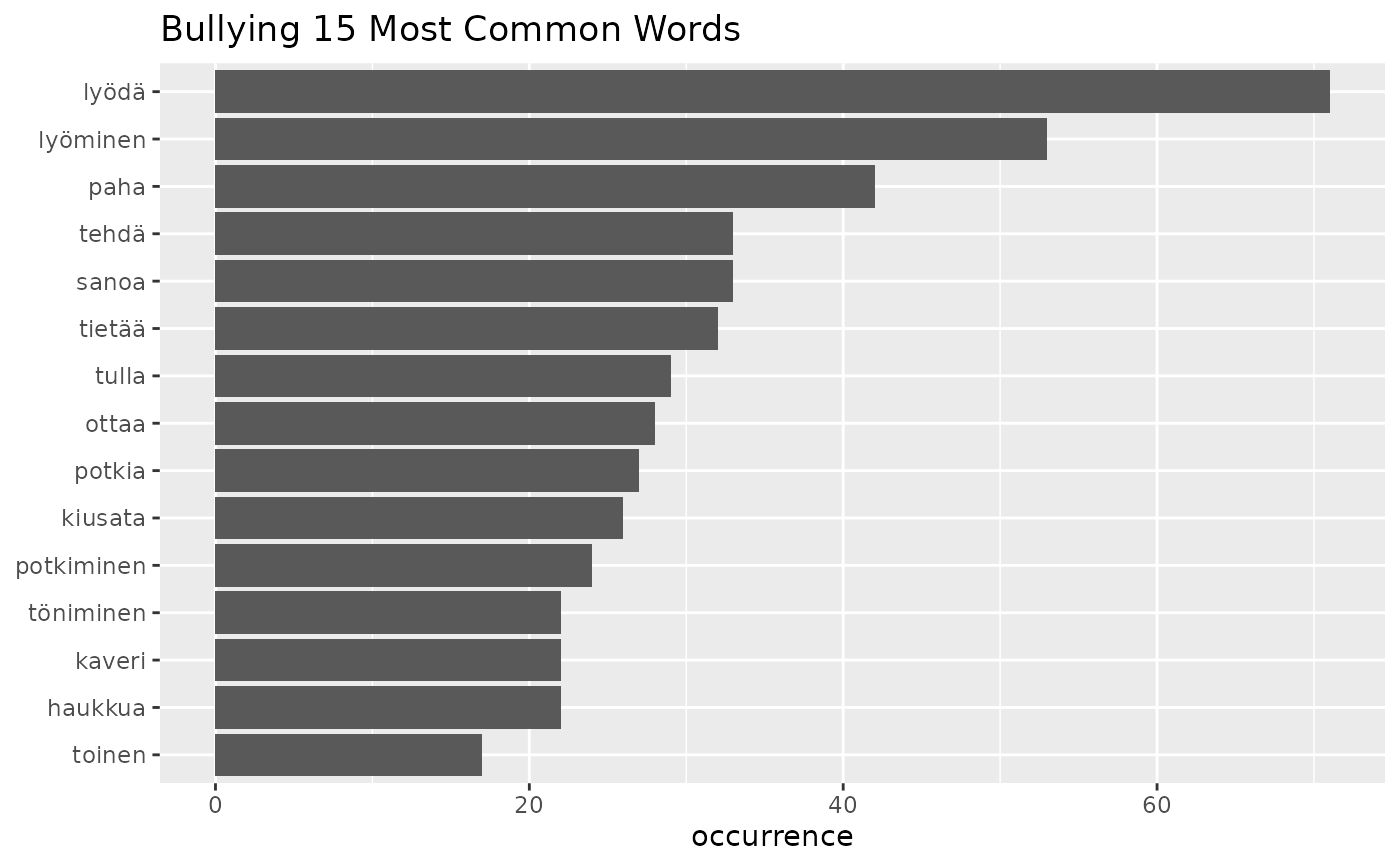 Bullying 15 Most Common Words
lyödä
lyöminen
paha
tehdä
sanoa
tietää
tulla
ottaa
potkia
kiusata
potkiminen
töniminen
kaveri
haukkua
toinen
0 20 40 60
occurrence